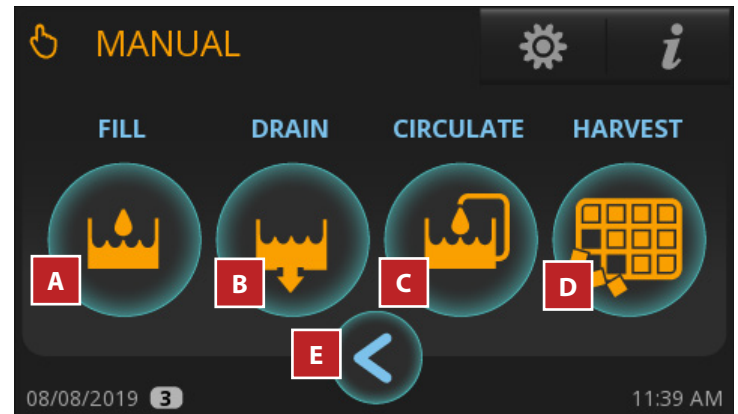 MANUAL i
FILL DRAIN CIRCULATE HARVEST
A B C D
E
08/08/2019 3 11:39 AM